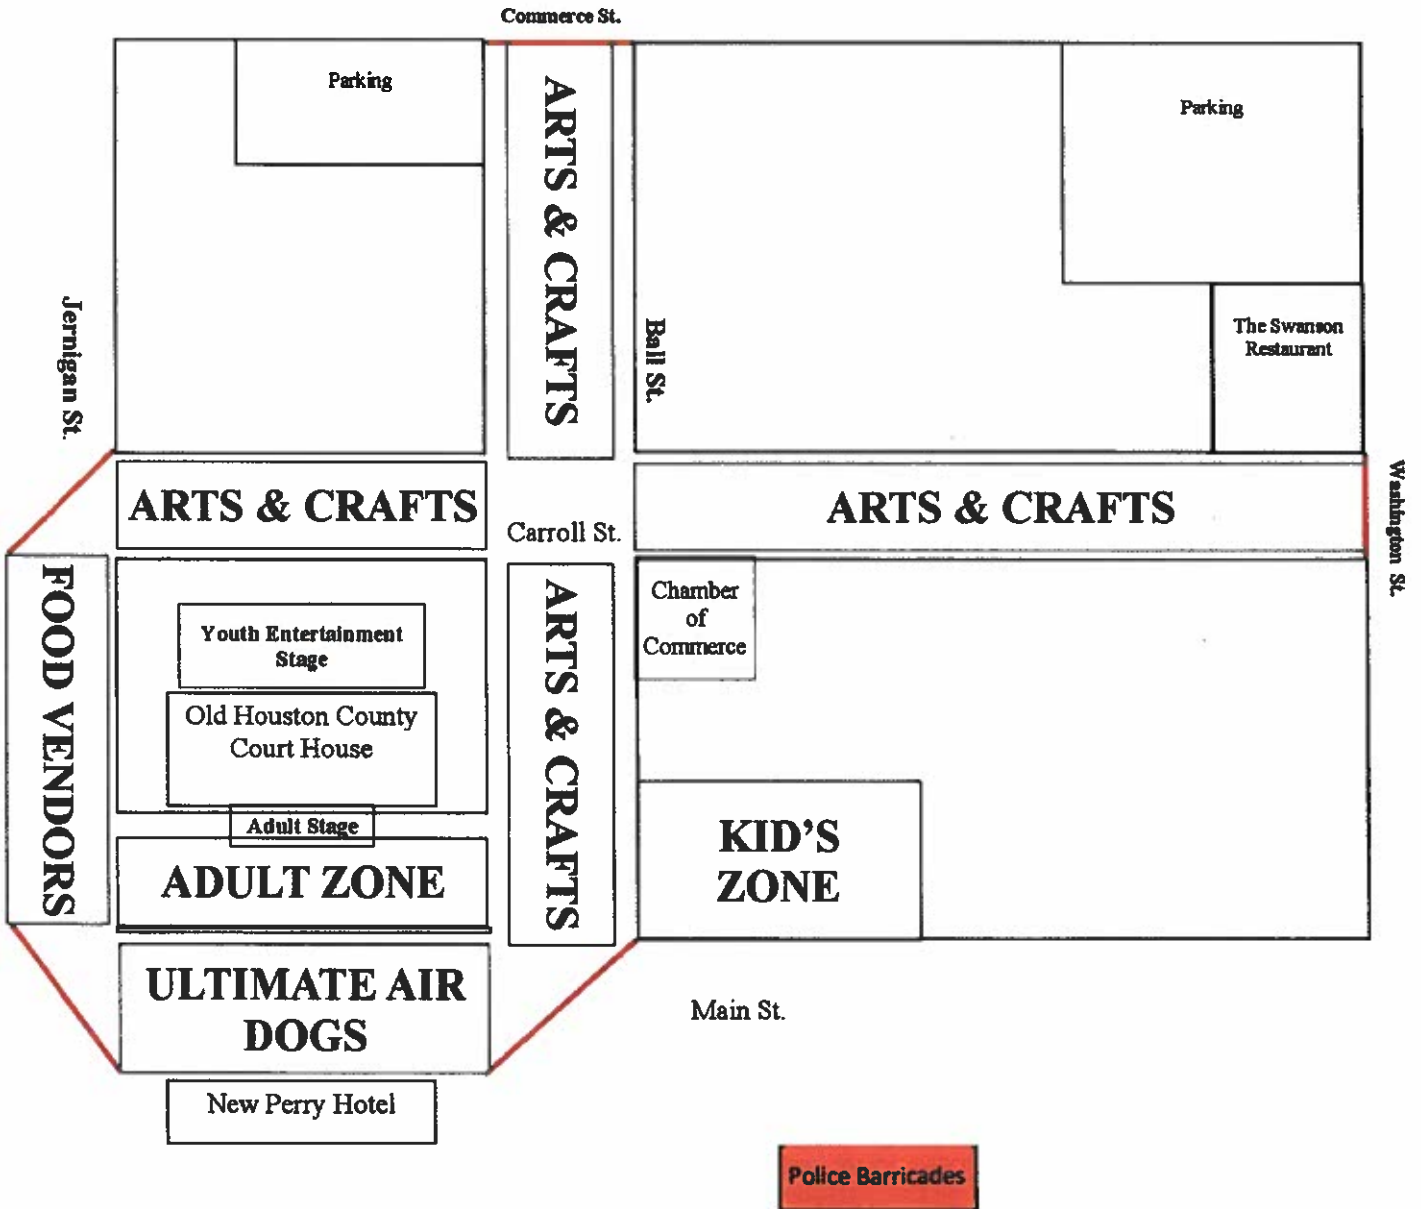 Commerce St.
Parking
Parking
ARTS & CRAFTS
Jernigan St.
Ball St.
The Swanson
Restaurant
ARTS & CRAFTS
Carroll St.
ARTS & CRAFTS
Washington St.
FOOD VENDORS
Youth Entertainment
Stage
Old Houston County
Court House
Adult Stage
ADULT ZONE
ARTS & CRAFTS
Chamber
of
Commerce
KID'S
ZONE
ULTIMATE AIR
DOGS
Main St.
New Perry Hotel
Police Barricades